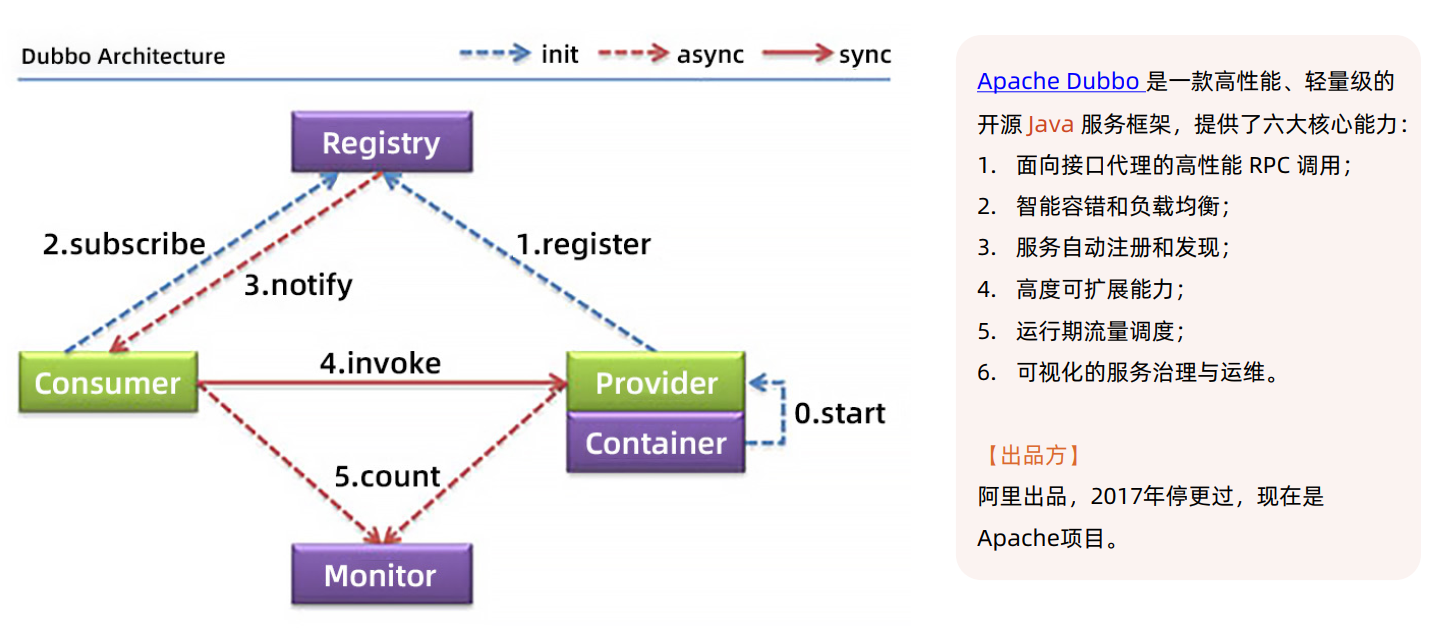 Dubbo Architecture
init
async
sync
Registry
2.subscribe
1.register
3.notify
4.invoke
Consumer
Provider
0.start
Container
5.count
Monitor
Apache Dubbo 是一款高性能、轻量级的
开源 Java 服务框架，提供了六大核心能力：
1. 面向接口代理的高性能 RPC 调用；
2. 智能容错和负载均衡；
3. 服务自动注册和发现；
4. 高度可扩展能力；
5. 运行期流量调度；
6. 可视化的服务治理与运维。
【出品方】
阿里出品，2017年停更过，现在是
Apache项目。